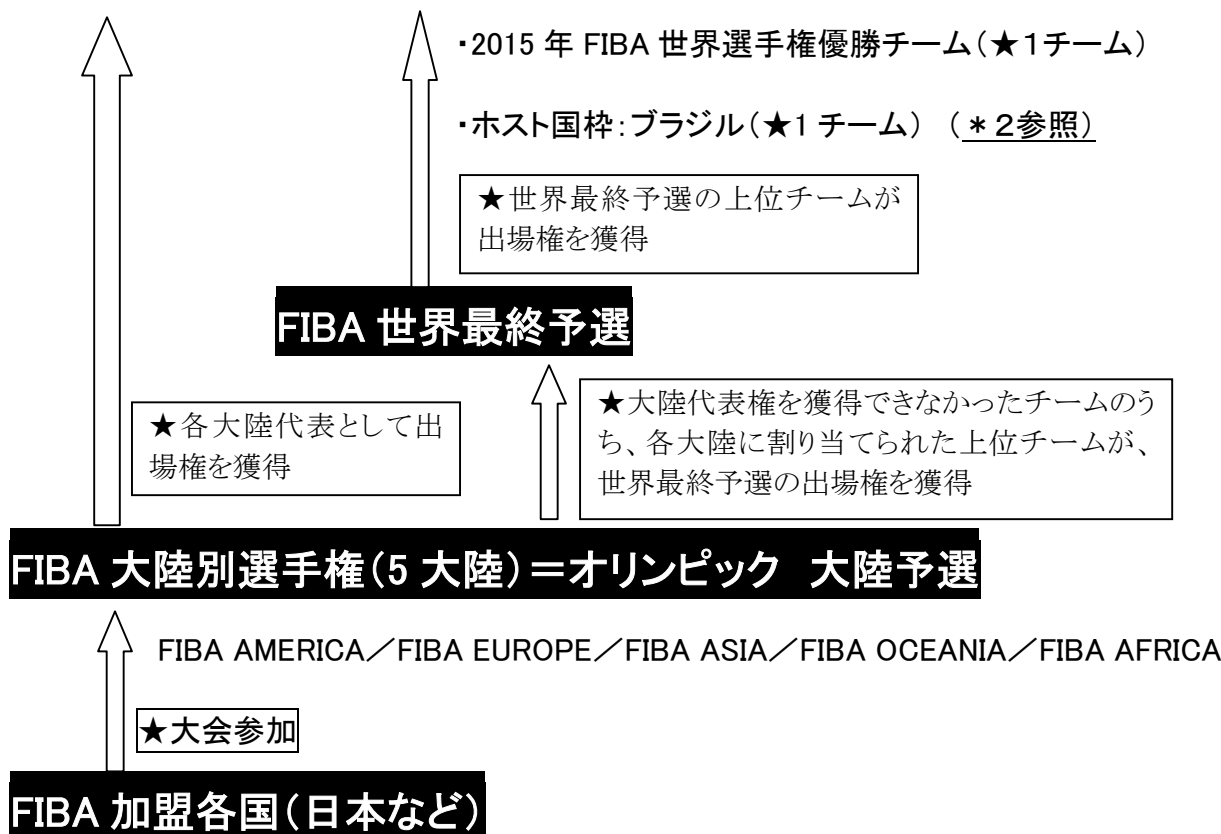 ・2015 年 FIBA 世界選手権優勝チーム（★１チーム）
・ホスト国枠：ブラジル（★1 チーム） （＊２参照）
★世界最終予選の上位チームが
出場権を獲得
FIBA 世界最終予選
★各大陸代表として出
場権を獲得
★大陸代表権を獲得できなかったチームのう
ち、各大陸に割り当てられた上位チームが、
世界最終予選の出場権を獲得
FIBA 大陸別選手権（5 大陸）＝オリンピック　大陸予選
FIBA AMERICA／FIBA EUROPE／FIBA ASIA／FIBA OCEANIA／FIBA AFRICA
★大会参加
FIBA 加盟各国（日本など）